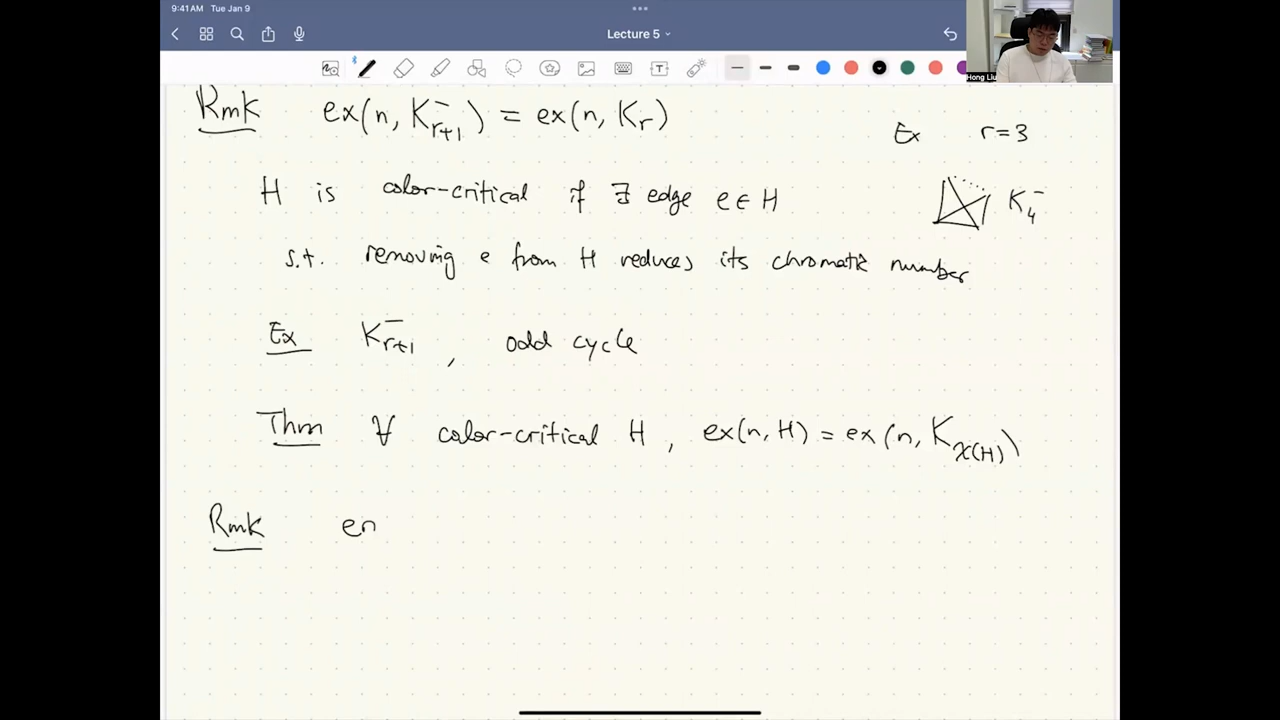 9:41 AM Tue Jan 9
Lecture 5
Hong Liu
Rmk ex(n, K⁻ᵣ₊₁) = ex(n, Kᵣ)
Ex r=3
H is color-critical if ∃ edge e ∈ H
K₄⁻
s.t. removing e from H reduces its chromatic number
Ex K⁻ᵣ₊₁ , odd cycle
Thm ∀ color-critical H, ex(n, H) = ex(n, K_χ(H))
Rmk en